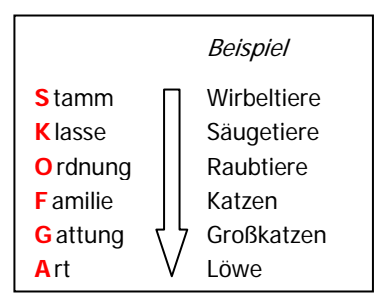 Beispiel
Stamm Wirbeltiere
Klasse Säugetiere
Ordnung Raubtiere
Familie Katzen
Gattung Großkatzen
Art Löwe